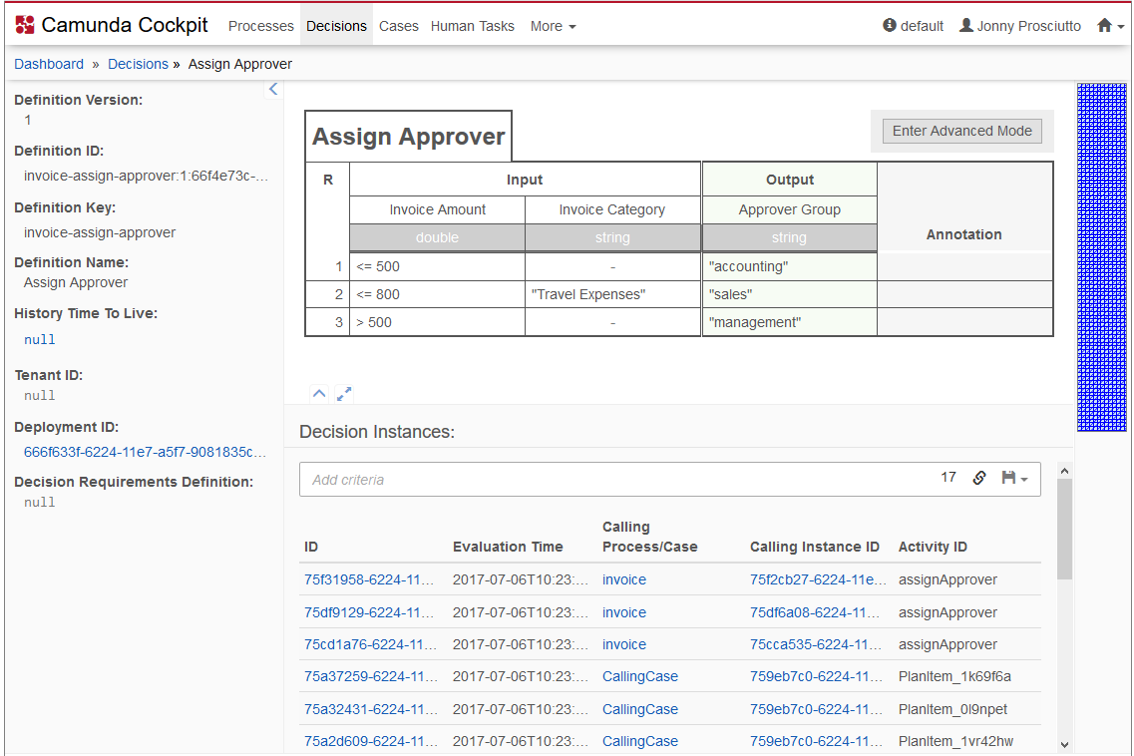 Camunda Cockpit Processes Decisions Cases Human Tasks More default Jonny Prosciutto
Dashboard » Decisions » Assign Approver
Definition Version:
1
Definition ID:
invoice-assign-approver:1:66f4e73c-...
Definition Key:
invoice-assign-approver
Definition Name:
Assign Approver
History Time To Live:
null
Tenant ID:
null
Deployment ID:
666f633f-6224-11e7-a5f7-9081835c...
Decision Requirements Definition:
null
Assign Approver
Enter Advanced Mode
R Input Output Annotation
Invoice Amount Invoice Category Approver Group
double string string
1 <= 500 - "accounting"
2 <= 800 "Travel Expenses" "sales"
3 > 500 - "management"
Decision Instances:
Add criteria 17
ID Evaluation Time Calling Process/Case Calling Instance ID Activity ID
75f31958-6224-11... 2017-07-06T10:23:... invoice 75f2cb27-6224-11e... assignApprover
75df9129-6224-11... 2017-07-06T10:23:... invoice 75df6a08-6224-11... assignApprover
75cd1a76-6224-11... 2017-07-06T10:23:... invoice 75cca535-6224-11... assignApprover
75a37259-6224-11... 2017-07-06T10:23:... CallingCase 759eb7c0-6224-11... PlanItem_1k69f6a
75a32431-6224-11... 2017-07-06T10:23:... CallingCase 759eb7c0-6224-11... PlanItem_0l9npet
75a2d609-6224-11... 2017-07-06T10:23:... CallingCase 759eb7c0-6224-11... PlanItem_1vr42hw